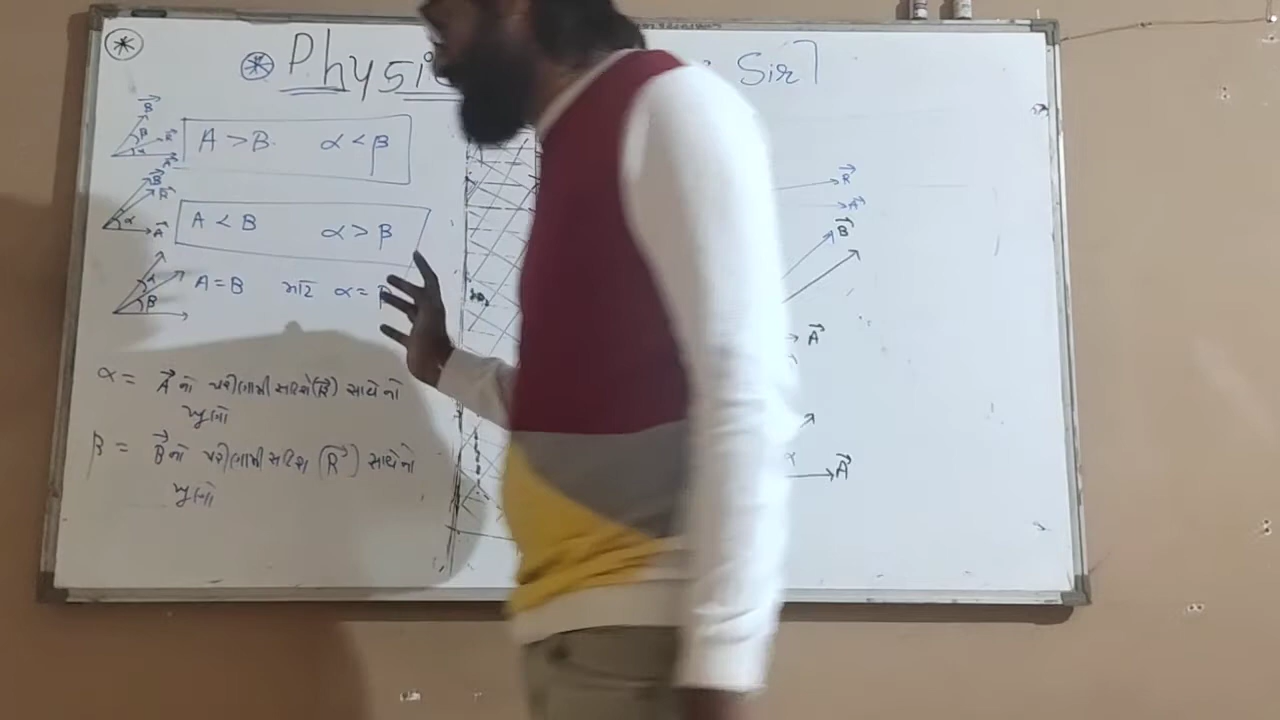 Physi
Sir
A > B α < β
A < B α > β
A = B માટે α =
α = A⃗ નો પરીણામી સદિશ (R⃗) સાથેનો
ખૂણો
β = B⃗ નો પરીણામી સદિશ (R⃗) સાથેનો
ખૂણો
B⃗
β
R⃗
α
A⃗
B⃗
R⃗
α
A⃗
α
β
R⃗
A⃗
B⃗
A⃗
α
A⃗